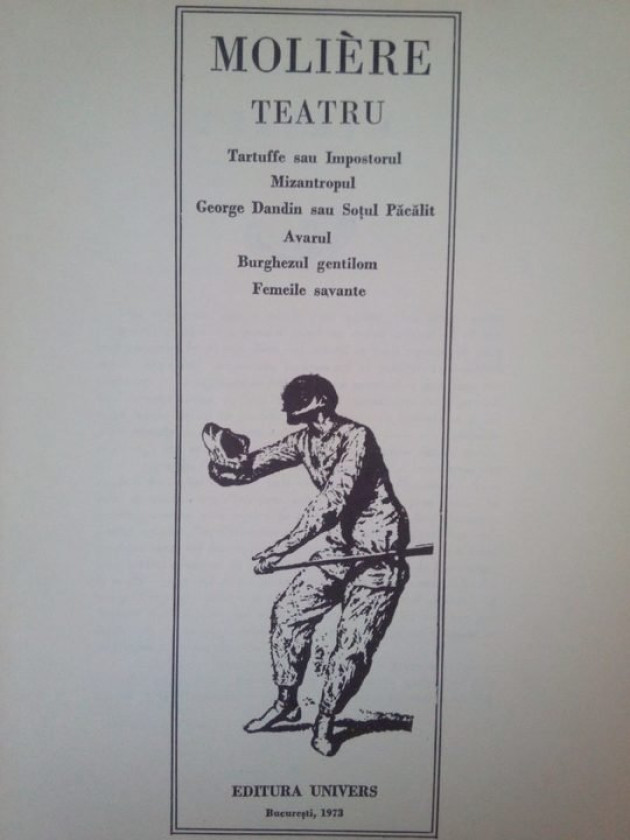 MOLIÈRE
TEATRU
Tartuffe sau Impostorul
Mizantropul
George Dandin sau Soțul Păcălit
Avarul
Burghezul gentilom
Femeile savante
EDITURA UNIVERS
București, 1973